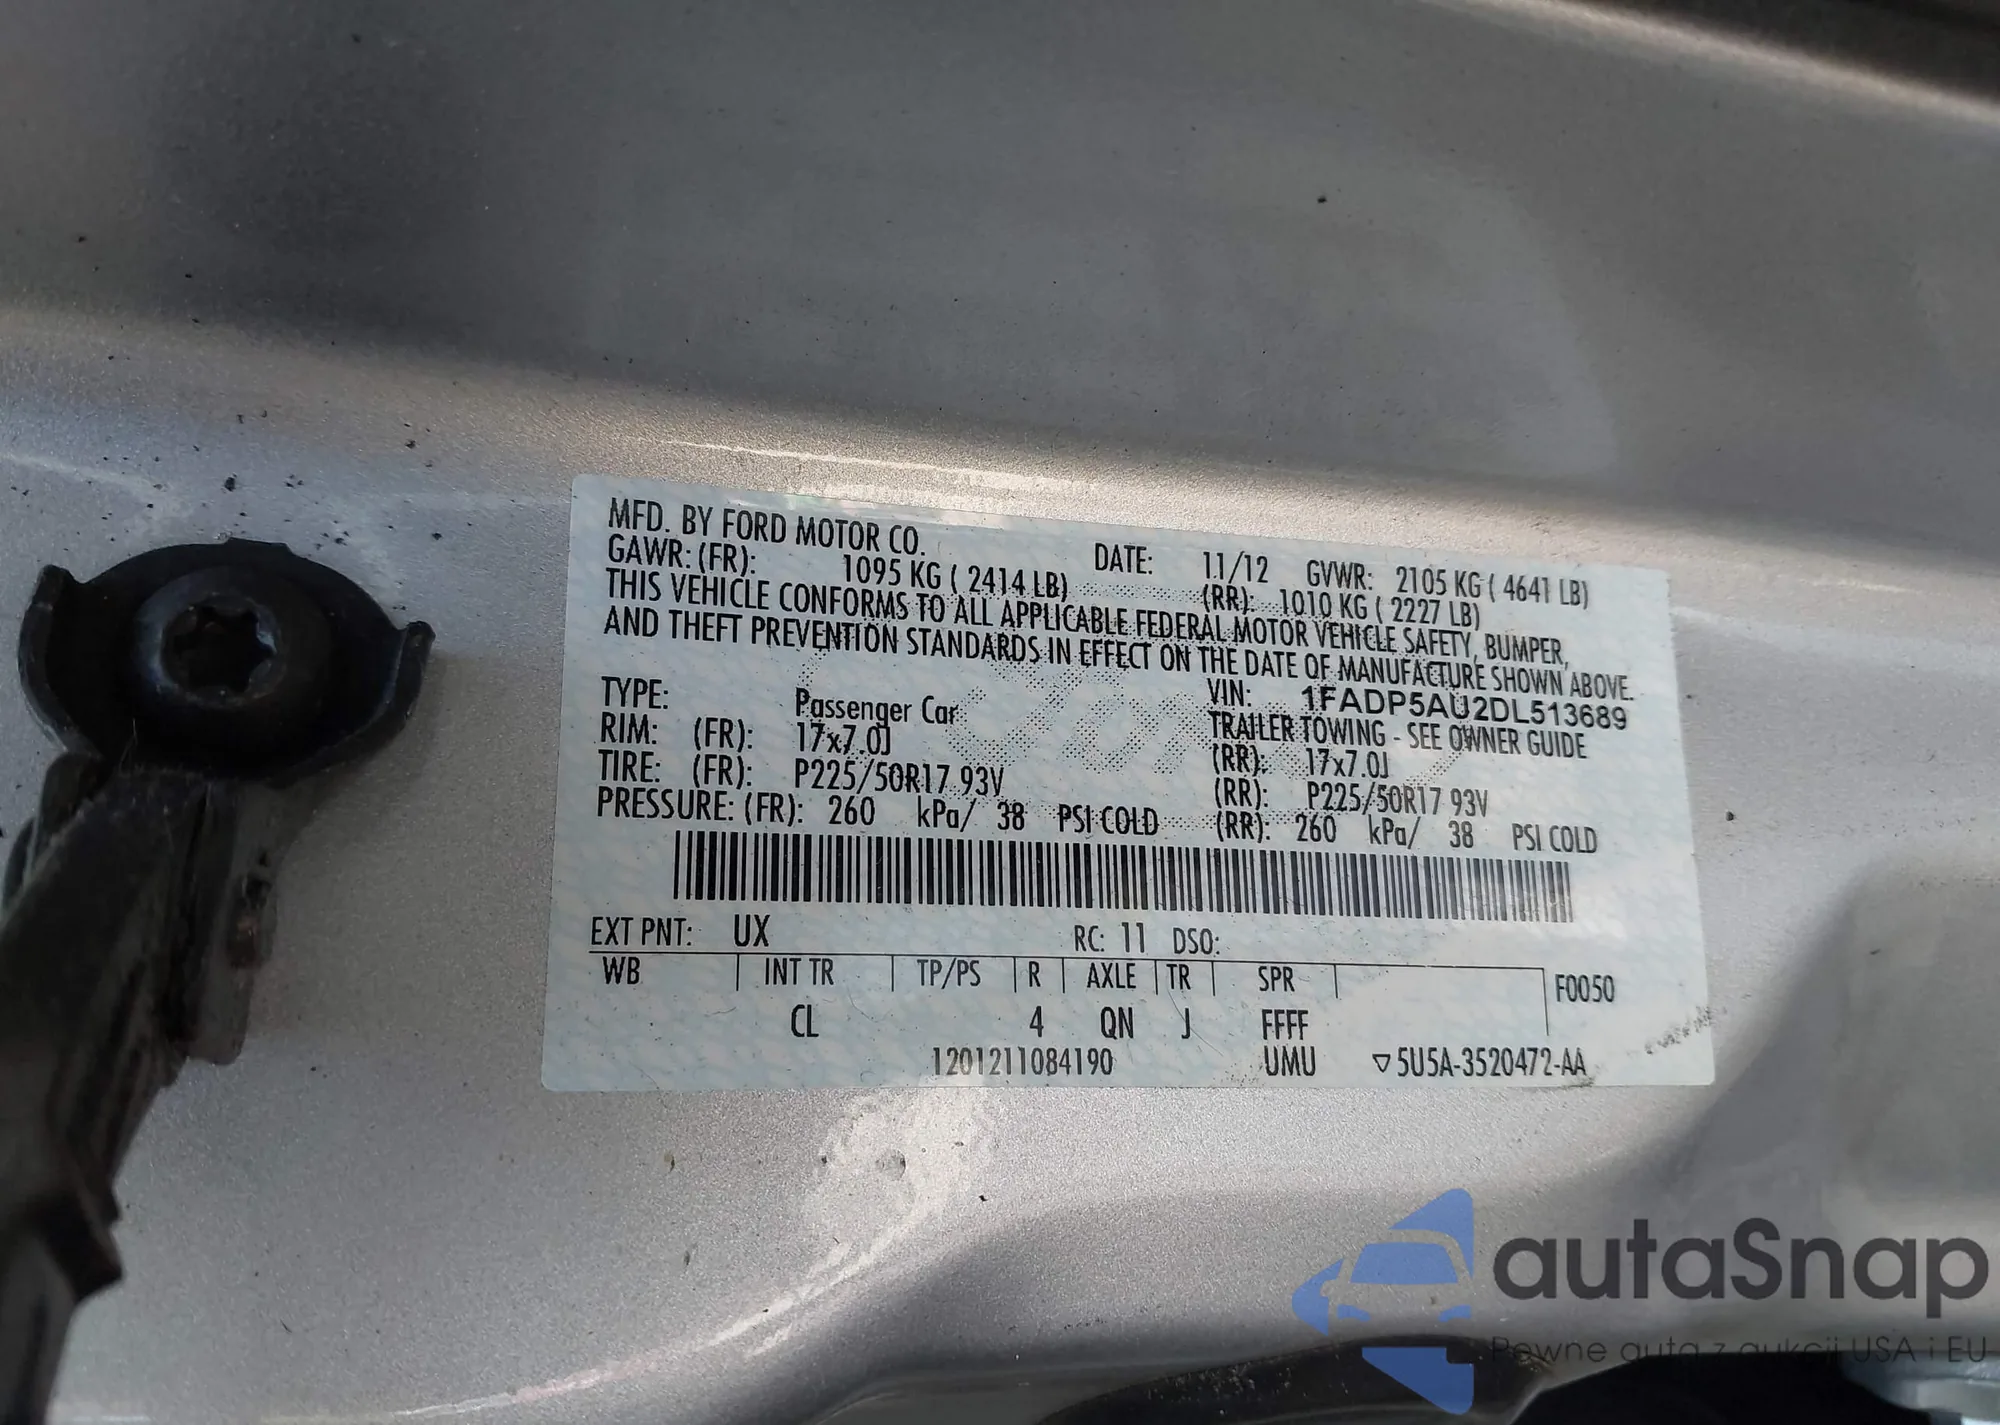 MFD. BY FORD MOTOR CO. DATE: 11/12 GVWR: 2105 KG ( 4641 LB)
GAWR: (FR): 1095 KG ( 2414 LB) (RR): 1010 KG ( 2227 LB)
THIS VEHICLE CONFORMS TO ALL APPLICABLE FEDERAL MOTOR VEHICLE SAFETY, BUMPER,
AND THEFT PREVENTION STANDARDS IN EFFECT ON THE DATE OF MANUFACTURE SHOWN ABOVE.
VIN: 1FADP5AU2DL513689
TYPE: Passenger Car TRAILER TOWING - SEE OWNER GUIDE
RIM: (FR): 17x7.0J (RR): 17x7.0J
TIRE: (FR): P225/50R17 93V (RR): P225/50R17 93V
PRESSURE: (FR): 260 kPa/ 38 PSI COLD (RR): 260 kPa/ 38 PSI COLD
EXT PNT: UX RC: 11 DSO:
WB INT TR TP/PS R AXLE TR SPR F0050
CL 4 QN J FFFF
1201211084190 UMU ▽5U5A-3520472-AA
autaSnap
Pewne auta z aukcji USA i EU